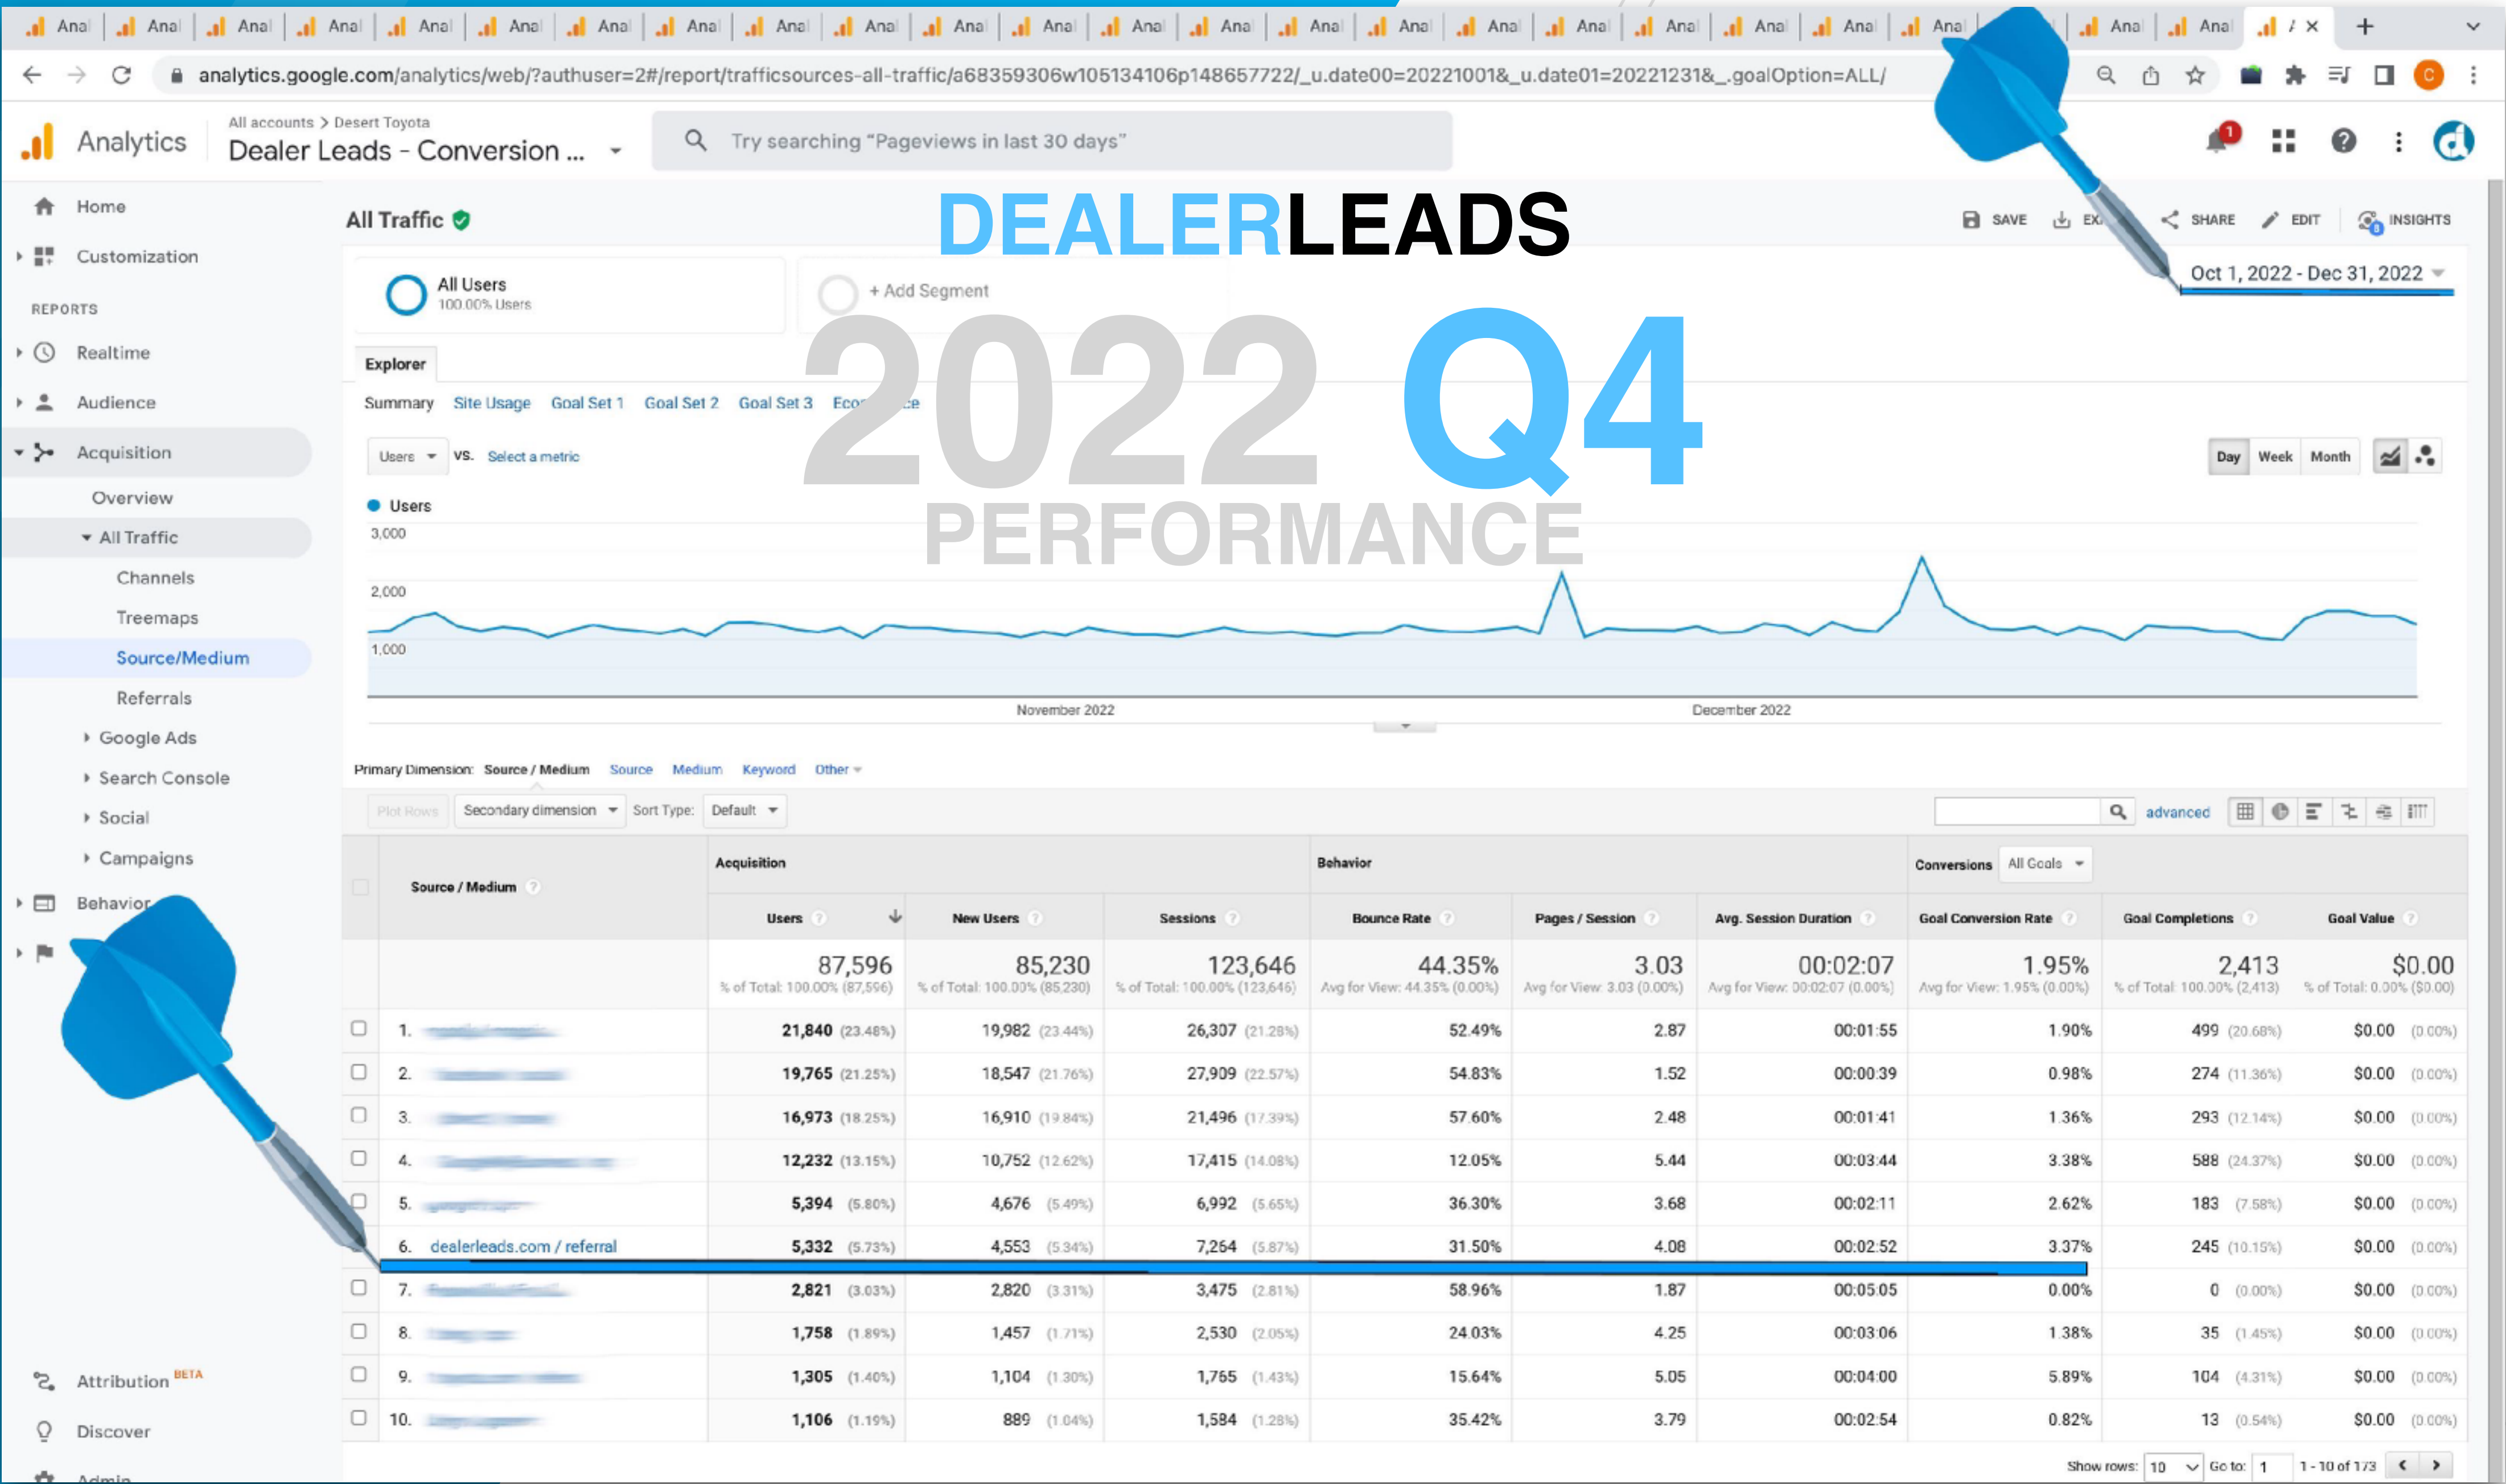 Anal Anal Anal Anal Anal Anal Anal Anal Anal Anal Anal Anal Anal Anal Anal Anal Anal Anal Anal Anal Anal Anal Anal Anal
analytics.google.com/analytics/web/?authuser=2#/report/trafficsources-all-traffic/a68359306w105134106p148657722/_u.date00=20221001&_u.date01=20221231&_.goalOption=ALL/ C
Analytics
All accounts > Desert Toyota
Dealer Leads - Conversion ...
Try searching “Pageviews in last 30 days”
1
Home
Customization
REPORTS
Realtime
Audience
Acquisition
Overview
All Traffic
Channels
Treemaps
Source/Medium
Referrals
Google Ads
Search Console
Social
Campaigns
Behavior
Attribution BETA
Discover
Admin
All Traffic
DEALERLEADS
SAVE SHARE EDIT INSIGHTS
8
All Users
100.00% Users
+ Add Segment
Oct 1, 2022 - Dec 31, 2022
2022 Q4
PERFORMANCE
Explorer
Summary Site Usage Goal Set 1 Goal Set 2 Goal Set 3
Users VS. Select a metric
Day Week Month
Users
3,000
2,000
1,000
November 2022 December 2022
Primary Dimension: Source / Medium Source Medium Keyword Other
Plot Rows Secondary dimension Sort Type: Default advanced
Source / Medium Acquisition Behavior Conversions All Goals
Users New Users Sessions Bounce Rate Pages / Session Avg. Session Duration Goal Conversion Rate Goal Completions Goal Value
87,596 85,230 123,646 44.35% 3.03 00:02:07 1.95% 2,413 $0.00
% of Total: 100.00% (87,596) % of Total: 100.00% (85,230) % of Total: 100.00% (123,646) Avg for View: 44.35% (0.00%) Avg for View: 3.03 (0.00%) Avg for View: 00:02:07 (0.00%) Avg for View: 1.95% (0.00%) % of Total: 100.00% (2,413) % of Total: 0.00% ($0.00)
1. 21,840 (23.48%) 19,982 (23.44%) 26,307 (21.28%) 52.49% 2.87 00:01:55 1.90% 499 (20.68%) $0.00 (0.00%)
2. 19,765 (21.25%) 18,547 (21.76%) 27,909 (22.57%) 54.83% 1.52 00:00:39 0.98% 274 (11.36%) $0.00 (0.00%)
3. 16,973 (18.25%) 16,910 (19.84%) 21,496 (17.39%) 57.60% 2.48 00:01:41 1.36% 293 (12.14%) $0.00 (0.00%)
4. 12,232 (13.15%) 10,752 (12.62%) 17,415 (14.08%) 12.05% 5.44 00:03:44 3.38% 588 (24.37%) $0.00 (0.00%)
5. 5,394 (5.80%) 4,676 (5.49%) 6,992 (5.65%) 36.30% 3.68 00:02:11 2.62% 183 (7.58%) $0.00 (0.00%)
6. dealerleads.com / referral 5,332 (5.73%) 4,553 (5.34%) 7,264 (5.87%) 31.50% 4.08 00:02:52 3.37% 245 (10.15%) $0.00 (0.00%)
7. 2,821 (3.03%) 2,820 (3.31%) 3,475 (2.81%) 58.96% 1.87 00:05:05 0.00% 0 (0.00%) $0.00 (0.00%)
8. 1,758 (1.89%) 1,457 (1.71%) 2,530 (2.05%) 24.03% 4.25 00:03:06 1.38% 35 (1.45%) $0.00 (0.00%)
9. 1,305 (1.40%) 1,104 (1.30%) 1,765 (1.43%) 15.64% 5.05 00:04:00 5.89% 104 (4.31%) $0.00 (0.00%)
10. 1,106 (1.19%) 889 (1.04%) 1,584 (1.28%) 35.42% 3.79 00:02:54 0.82% 13 (0.54%) $0.00 (0.00%)
Show rows: 10 Go to: 1 1 - 10 of 173